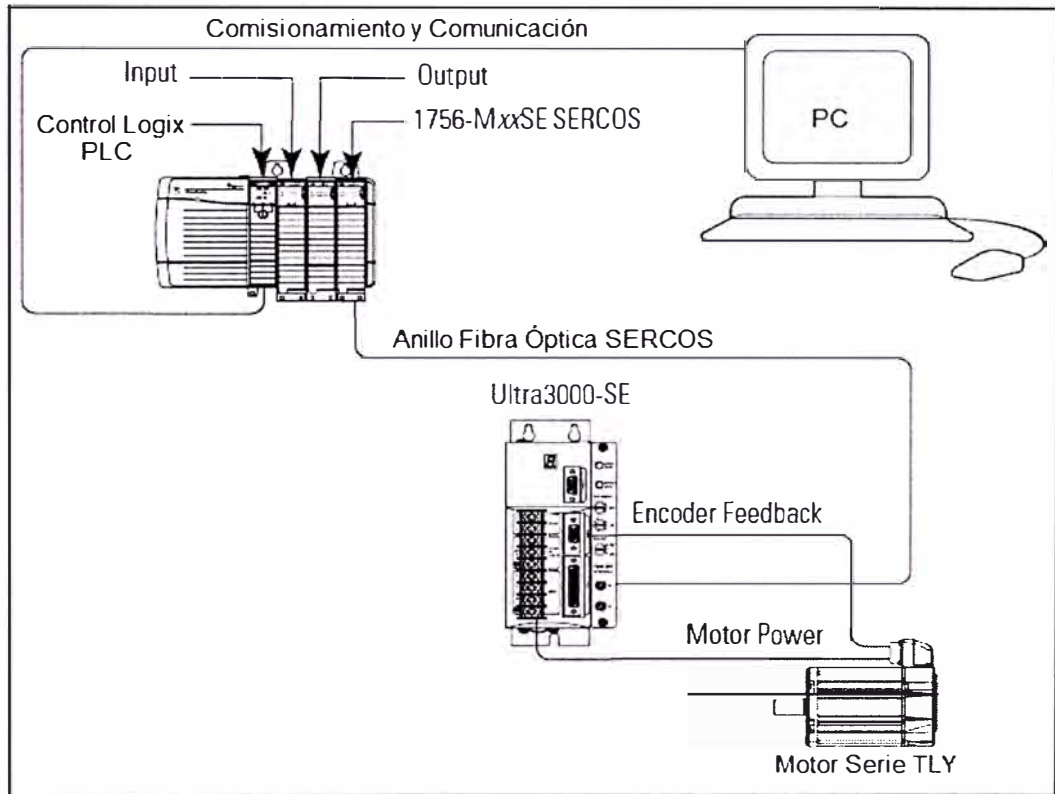 Comisionamiento y Comunicación
Input
Output
Control Logix
PLC
1756-MxxSE SERCOS
PC
Anillo Fibra Óptica SERCOS
Ultra3000-SE
Encoder Feedback
Motor Power
Motor Serie TLY